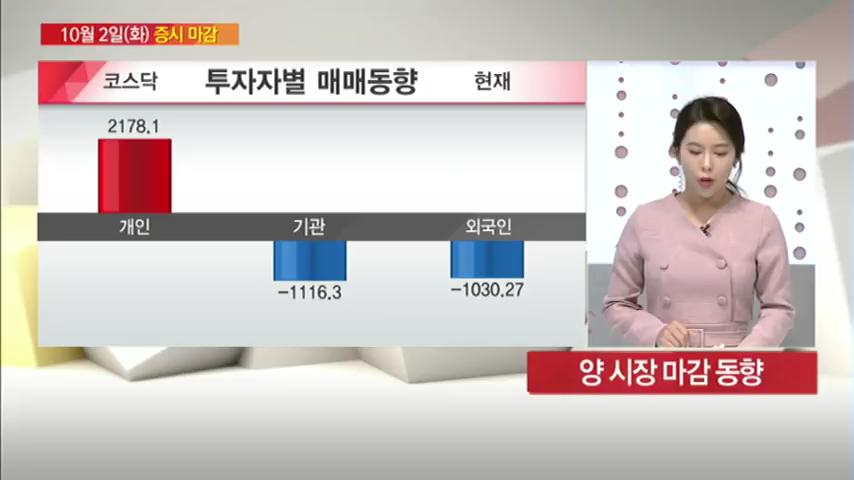 10월 2일(화) 증시 마감
코스닥 투자자별 매매동향 현재
2178.1
개인 기관 외국인
-1116.3 -1030.27
양 시장 마감 동향